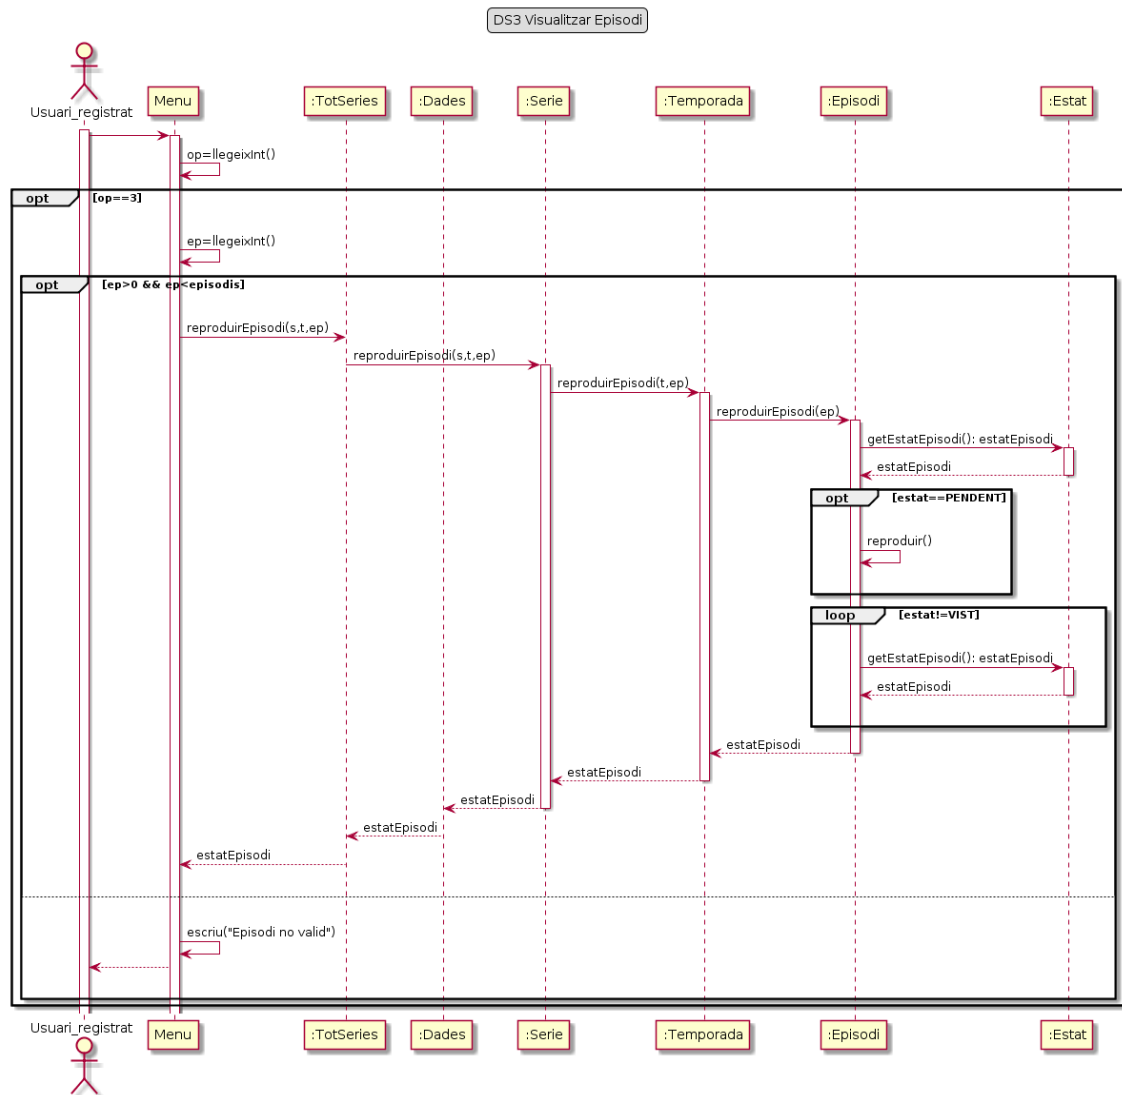 DS3 Visualitzar Episodi
Usuari_registrat
Menu
:TotSeries
:Dades
:Serie
:Temporada
:Episodi
:Estat
op=llegeixInt()
opt
[op==3]
ep=llegeixInt()
opt
[ep>0 && ep<episodis]
reproduirEpisodi(s,t,ep)
reproduirEpisodi(s,t,ep)
reproduirEpisodi(t,ep)
reproduirEpisodi(ep)
getEstatEpisodi(): estatEpisodi
estatEpisodi
opt
[estat==PENDENT]
reproduir()
loop
[estat!=VIST]
getEstatEpisodi(): estatEpisodi
estatEpisodi
estatEpisodi
estatEpisodi
estatEpisodi
estatEpisodi
estatEpisodi
escriu("Episodi no valid")
Usuari_registrat
Menu
:TotSeries
:Dades
:Serie
:Temporada
:Episodi
:Estat